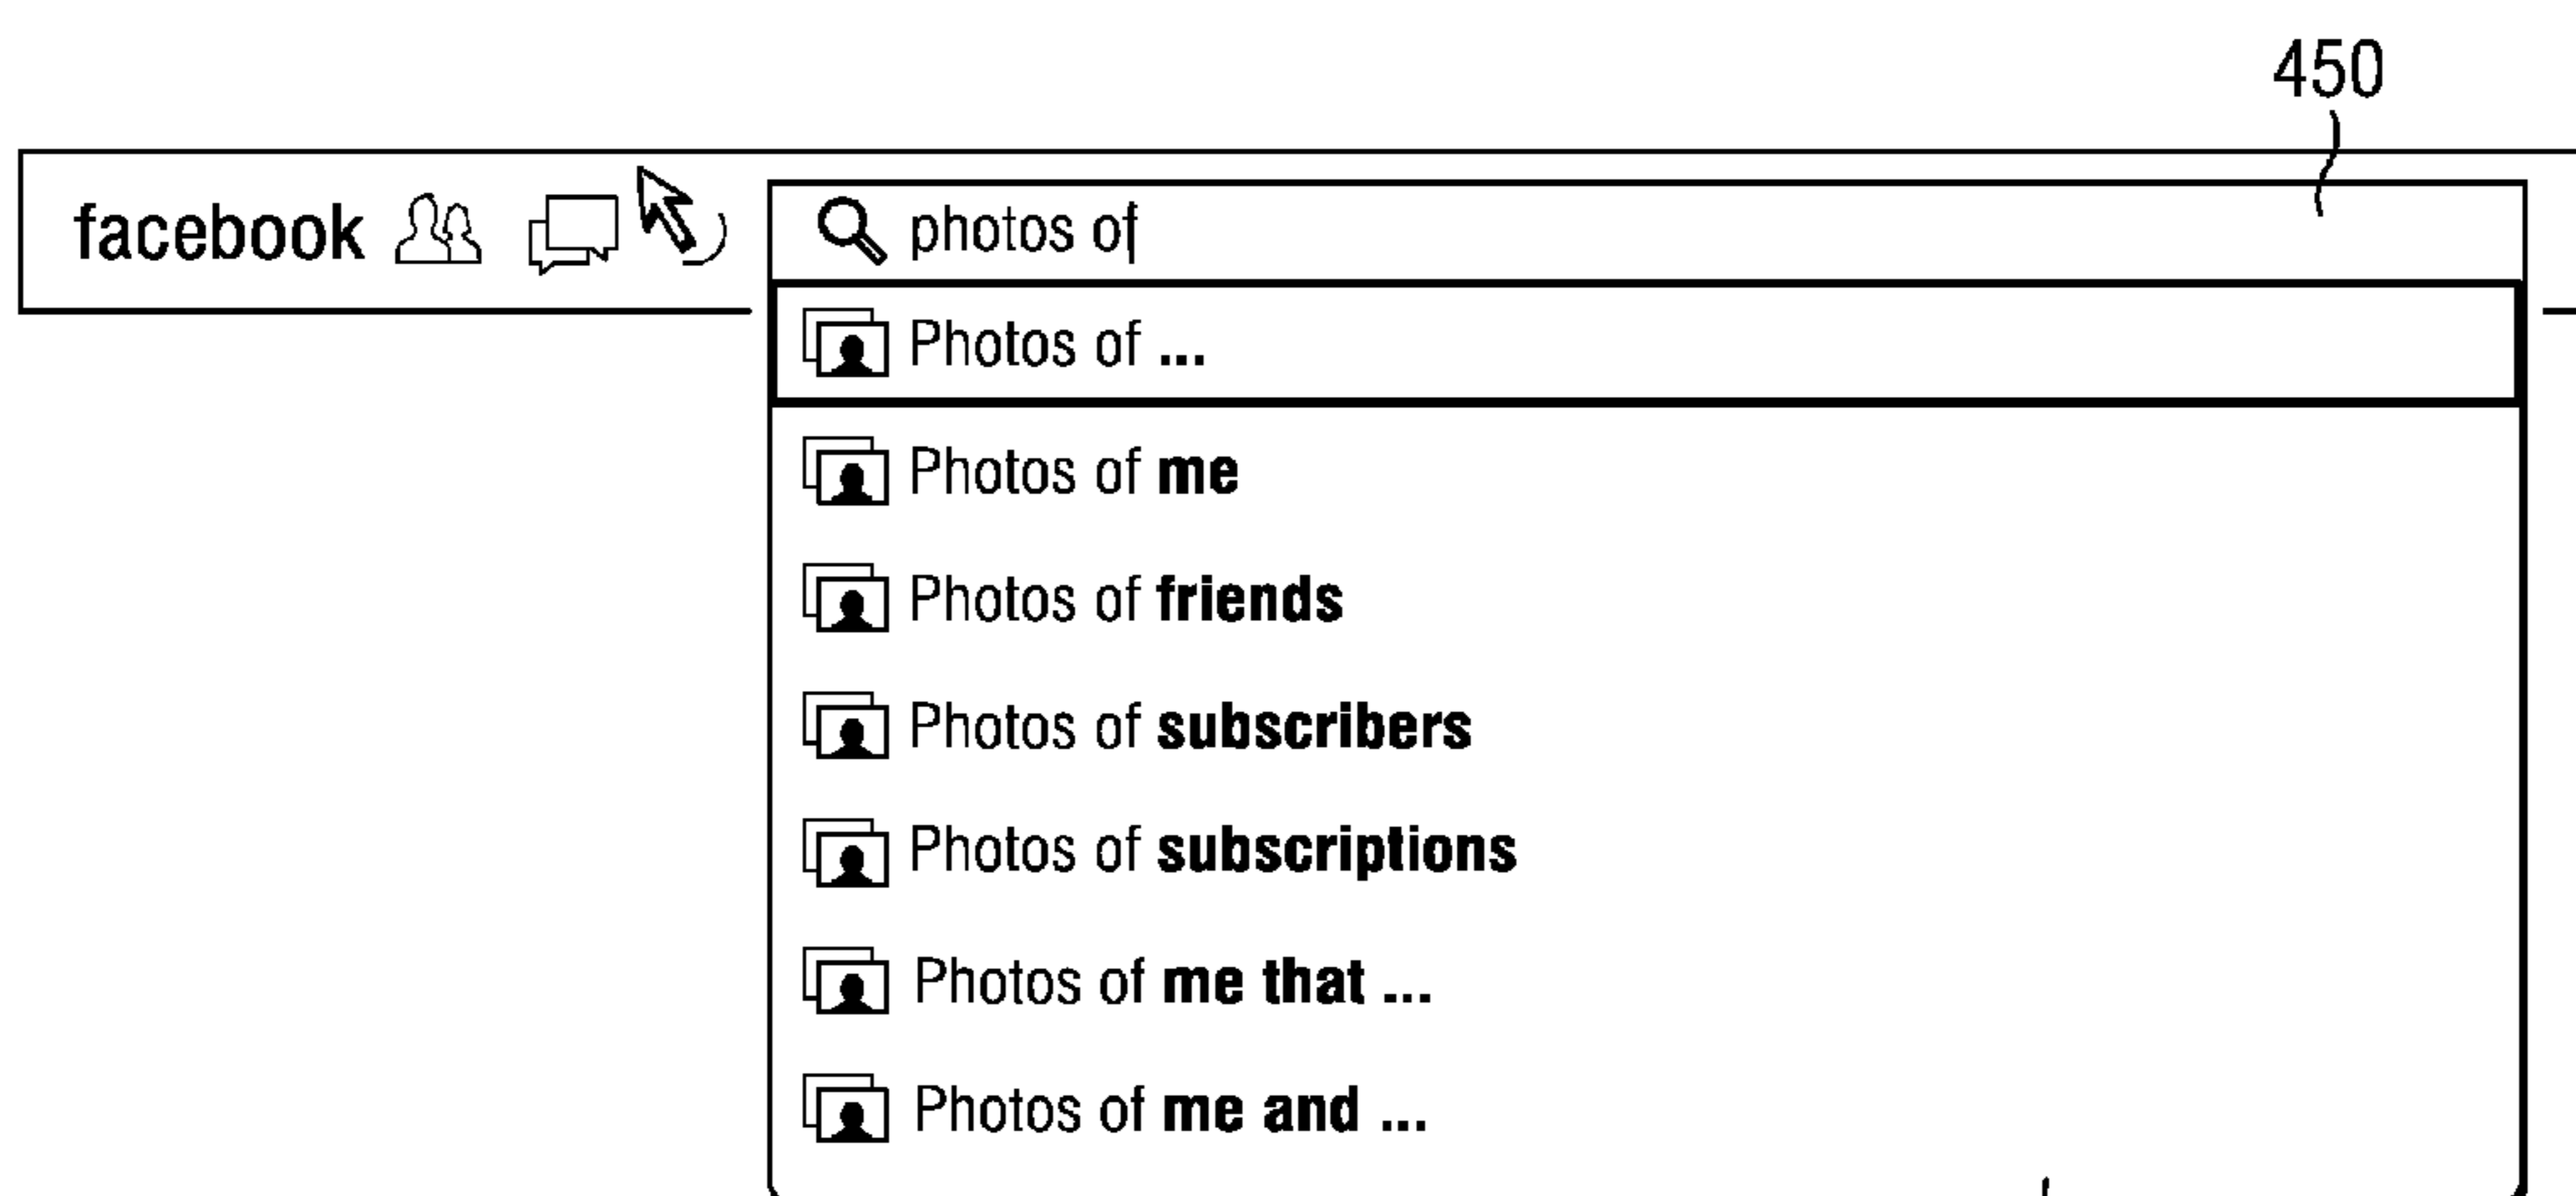 450
facebook photos of
Photos of ...
Photos of me
Photos of friends
Photos of subscribers
Photos of subscriptions
Photos of me that ...
Photos of me and ...